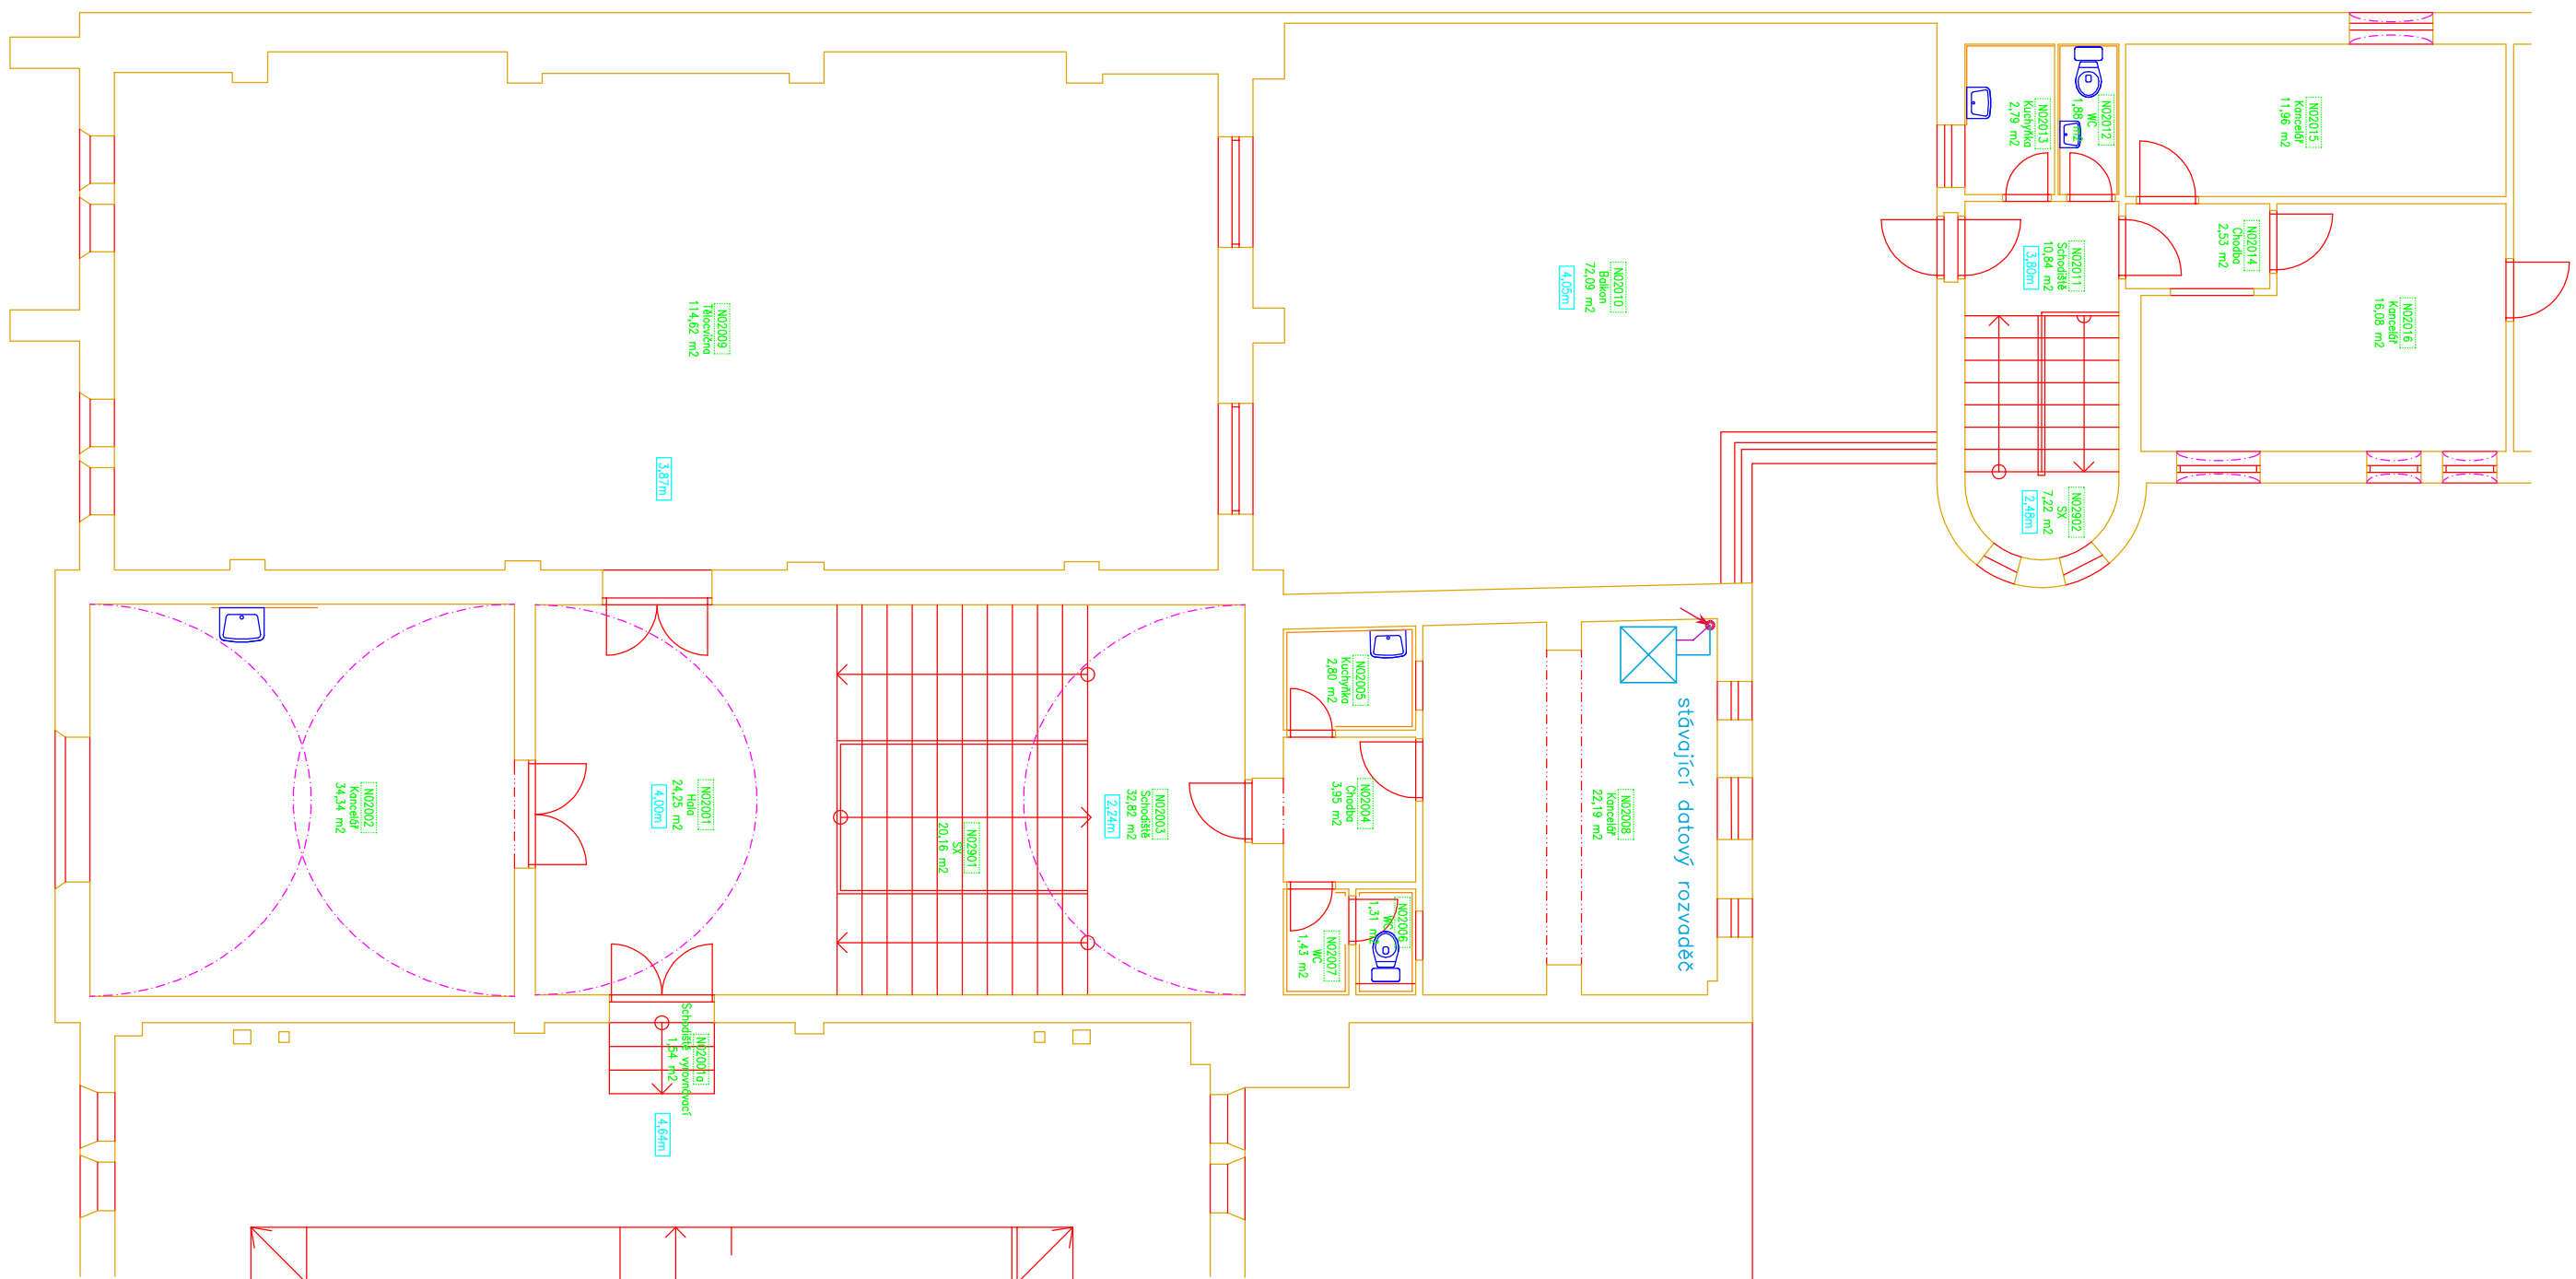 N02015
Kancelář
11,96 m2
N02012
WC
1,88 m2
N02013
Kuchyňka
2,79 m2
N02014
Chodba
2,53 m2
N02011
Schodiště
10,84 m2
3,80m
N02016
Kancelář
16,08 m2
N02010
Balkon
72,09 m2
4,05m
N02009
Tělocvična
114,62 m2
3,87m
N02902
SX
7,22 m2
2,48m
N02005
Kuchyňka
2,80 m2
stávající datový rozvaděč
N02008
Kancelář
22,19 m2
N02004
Chodba
3,95 m2
N02003
Schodiště
32,82 m2
2,24m
N02901
SX
20,16 m2
N02001
Hala
24,25 m2
4,00m
N02002
Kancelář
34,34 m2
N02006
WC
1,31 m2
N02007
WC
1,43 m2
N02001a
Schodiště vyrovnávací
1,54 m2
4,64m